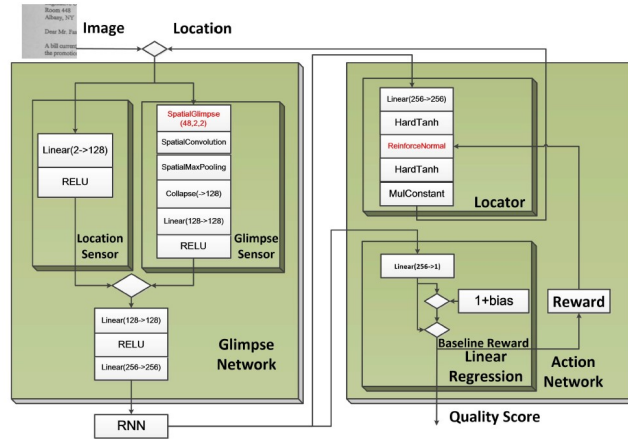 Room 448
Albany, NY
Dear Mr.
A bill
the
Image
Location
SpatialGlimpse
(48,2,2)
SpatialConvolution
SpatialMaxPooling
Collapse(->128)
Linear(128->128)
RELU
Linear(2->128)
RELU
Location
Sensor
Glimpse
Sensor
Linear(128->128)
RELU
Linear(256->256)
Glimpse
Network
RNN
Linear(256->256)
HardTanh
ReinforceNormal
HardTanh
MulConstant
Locator
Linear(256->1)
1+bias
Baseline Reward
Linear
Regression
Reward
Action
Network
Quality Score